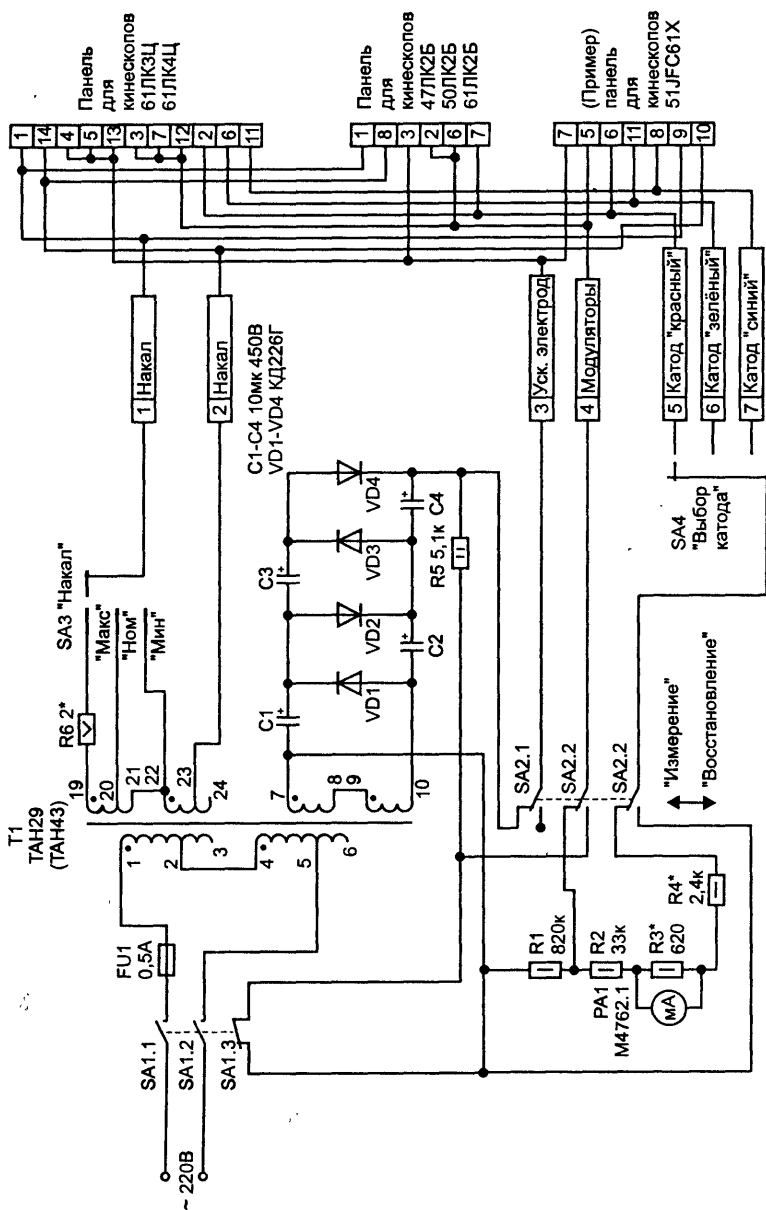 Т1
ТАН29
(ТАН43)
~ 220В
SA1.1
SA1.2
SA1.3
FU1
0,5А
1
2
3
4
5
6
19
20
21
22
23
24
7
8
9
10
R6 2*
SA3 "Накал"
"Макс"
"Ном"
"Мин"
1 Накал
2 Накал
C1-C4 10мк 450В
VD1-VD4 КД226Г
C1
+
C3
+
VD1
VD2
VD3
VD4
C2
+
C4
+
R5 5,1к
SA2.1
SA2.2
SA2.2
"Измерение"
"Восстановление"
R1
820к
R2
33к
R3*
620
R4*
2,4к
PA1
М4762.1
мА
SA4
"Выбор
катода"
3 Уск. электрод
4 Модуляторы
5 Катод "красный"
6 Катод "зелёный"
7 Катод "синий"
1
14
4
5
13
3
7
12
2
6
11
Панель
для
кинескопов
61ЛК3Ц
61ЛК4Ц
1
8
3
2
6
7
Панель
для
кинескопов
47ЛК2Б
50ЛК2Б
61ЛК2Б
7
5
6
11
8
9
10
(Пример)
панель
для
кинескопов
51JFC61X